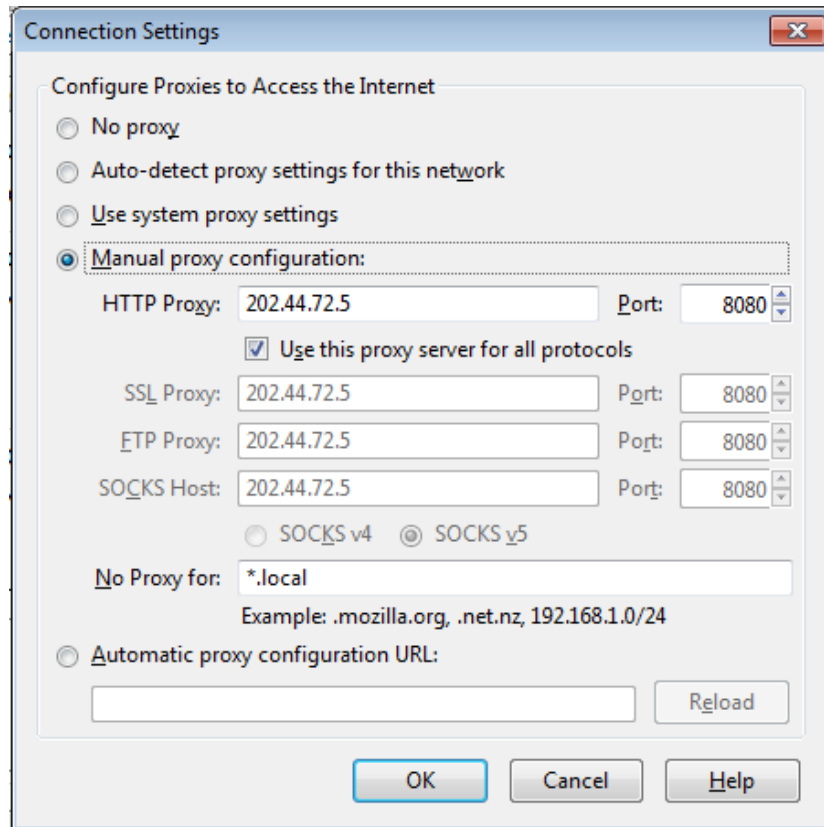 Connection Settings
Configure Proxies to Access the Internet
No proxy
Auto-detect proxy settings for this network
Use system proxy settings
Manual proxy configuration:
HTTP Proxy: 202.44.72.5 Port: 8080
Use this proxy server for all protocols
SSL Proxy: 202.44.72.5 Port: 8080
FTP Proxy: 202.44.72.5 Port: 8080
SOCKS Host: 202.44.72.5 Port: 8080
SOCKS v4 SOCKS v5
No Proxy for: *.local
Example: .mozilla.org, .net.nz, 192.168.1.0/24
Automatic proxy configuration URL:
Reload
OK Cancel Help